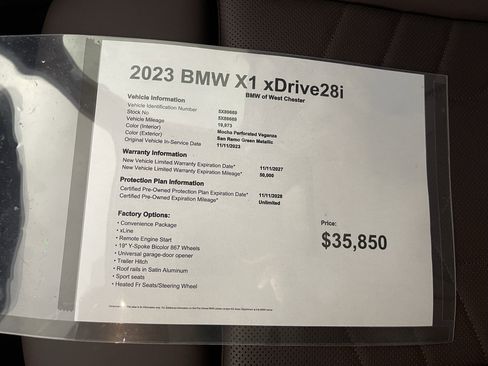 2023 BMW X1 xDrive28i
BMW of West Chester
Vehicle Information
Vehicle Identification Number 5X89669
Stock No 5X89669
Vehicle Mileage 19,873
Color (Interior) Mocha Perforated Veganza
Color (Exterior) San Remo Green Metallic
Original Vehicle In-Service Date 11/11/2023
Warranty Information
New Vehicle Limited Warranty Expiration Date* 11/11/2027
New Vehicle Limited Warranty Expiration Mileage* 50,000
Protection Plan Information
Certified Pre-Owned Protection Plan Expiration Date* 11/11/2028
Certified Pre-Owned Expiration Mileage* Unlimited
Factory Options:
• Convenience Package
• xLine
• Remote Engine Start
• 19" Y-Spoke Bicolor 867 Wheels
• Universal garage-door opener
• Trailer Hitch
• Roof rails in Satin Aluminum
• Sport seats
• Heated Fr Seats/Steering Wheel
Price:
$35,850